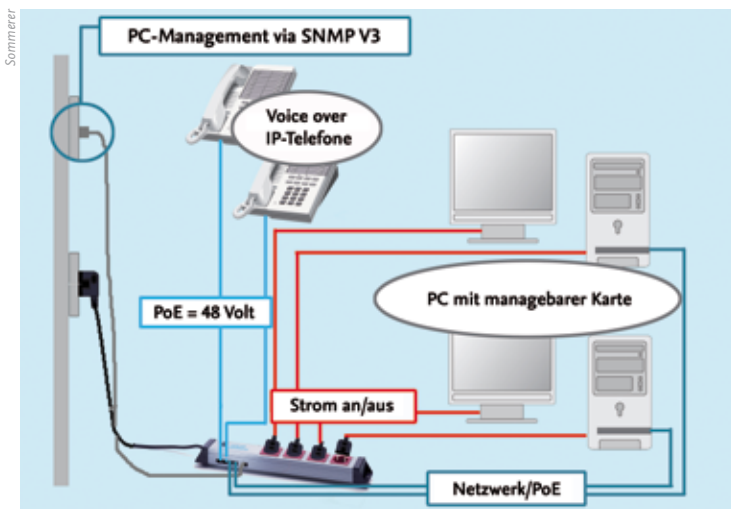 Sommerer
PC-Management via SNMP V3
Voice over
IP-Telefone
PC mit managebarer Karte
PoE = 48 Volt
Strom an/aus
Netzwerk/PoE